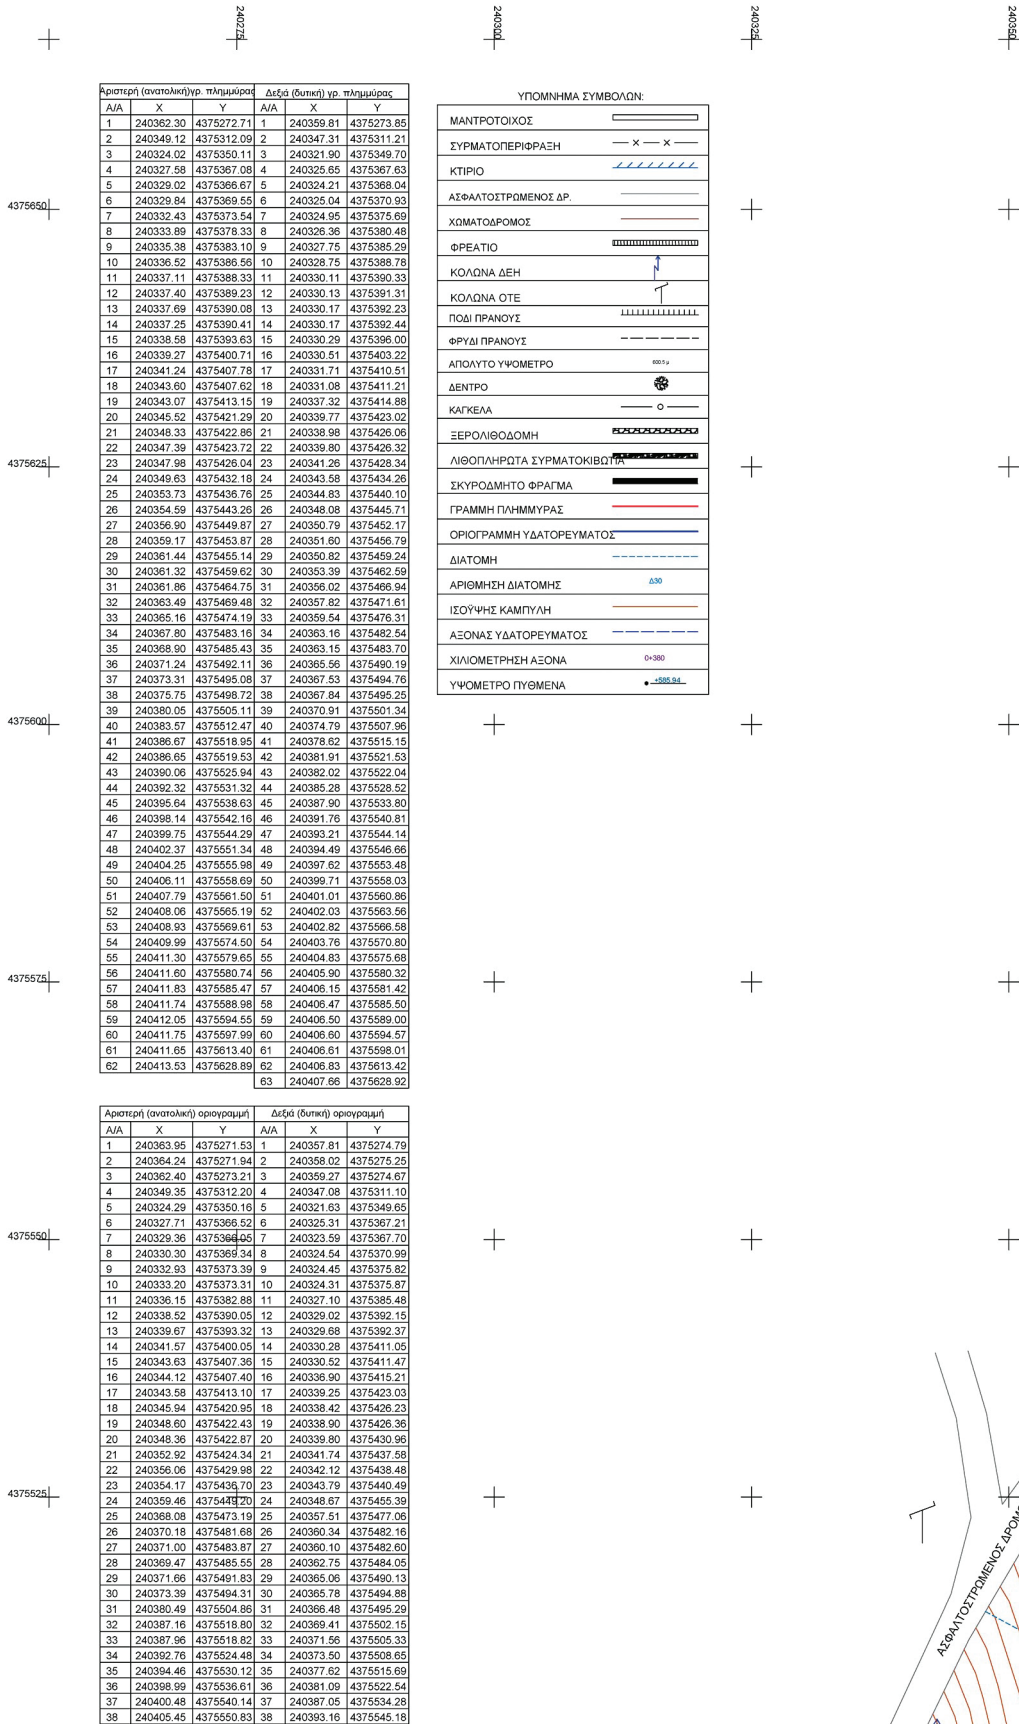 240275
240300
240325
240350
Αριστερή (ανατολική)γρ. πλημμύρας Δεξιά (δυτική) γρ. πλημμύρας
Α/Α Χ Υ Α/Α Χ Υ
1 240362.30 4375272.71 1 240359.81 4375273.85
2 240349.12 4375312.09 2 240347.31 4375311.21
3 240324.02 4375350.11 3 240321.90 4375349.70
4 240327.58 4375367.08 4 240325.65 4375367.63
5 240329.02 4375366.67 5 240324.21 4375368.04
6 240329.84 4375369.55 6 240325.04 4375370.93
7 240332.43 4375373.54 7 240324.95 4375375.69
8 240333.89 4375378.33 8 240326.36 4375380.48
9 240335.38 4375383.10 9 240327.75 4375385.29
10 240336.52 4375386.56 10 240328.75 4375388.78
11 240337.11 4375388.33 11 240330.11 4375390.33
12 240337.40 4375389.23 12 240330.13 4375391.31
13 240337.69 4375390.08 13 240330.17 4375392.23
14 240337.25 4375390.41 14 240330.17 4375392.44
15 240338.58 4375393.63 15 240330.29 4375396.00
16 240339.27 4375400.71 16 240330.51 4375403.22
17 240341.24 4375407.78 17 240331.71 4375410.51
18 240343.60 4375407.62 18 240331.08 4375411.21
19 240343.07 4375413.15 19 240337.32 4375414.88
20 240345.52 4375421.29 20 240339.77 4375423.02
21 240348.33 4375422.86 21 240338.98 4375426.06
22 240347.39 4375423.72 22 240339.80 4375426.32
23 240347.98 4375426.04 23 240341.26 4375428.34
24 240349.63 4375432.18 24 240343.58 4375434.26
25 240353.73 4375436.76 25 240344.83 4375440.10
26 240354.59 4375443.26 26 240348.08 4375445.71
27 240356.90 4375449.87 27 240350.79 4375452.17
28 240359.17 4375453.87 28 240351.60 4375456.79
29 240361.44 4375455.14 29 240350.82 4375459.24
30 240361.32 4375459.62 30 240353.39 4375462.59
31 240361.86 4375464.75 31 240356.02 4375466.94
32 240363.49 4375469.48 32 240357.82 4375471.61
33 240365.16 4375474.19 33 240359.54 4375476.31
34 240367.80 4375483.16 34 240363.16 4375482.54
35 240368.90 4375485.43 35 240363.15 4375483.70
36 240371.24 4375492.11 36 240365.56 4375490.19
37 240373.31 4375495.08 37 240367.53 4375494.76
38 240375.75 4375498.72 38 240367.84 4375495.25
39 240380.05 4375505.11 39 240370.91 4375501.34
40 240383.57 4375512.47 40 240374.79 4375507.96
41 240386.67 4375518.95 41 240378.62 4375515.15
42 240386.65 4375519.53 42 240381.91 4375521.53
43 240390.06 4375525.94 43 240382.02 4375522.04
44 240392.32 4375531.32 44 240385.28 4375528.52
45 240395.64 4375538.63 45 240387.90 4375533.80
46 240398.14 4375542.16 46 240391.76 4375540.81
47 240399.75 4375544.29 47 240393.21 4375544.14
48 240402.37 4375551.34 48 240394.49 4375546.66
49 240404.25 4375555.98 49 240397.62 4375553.48
50 240406.11 4375558.69 50 240399.71 4375558.03
51 240407.79 4375561.50 51 240401.01 4375560.86
52 240408.06 4375565.19 52 240402.03 4375563.56
53 240408.93 4375569.61 53 240402.82 4375566.58
54 240409.99 4375574.50 54 240403.76 4375570.80
55 240411.30 4375579.65 55 240404.83 4375575.68
56 240411.60 4375580.74 56 240405.90 4375580.32
57 240411.83 4375585.47 57 240406.15 4375581.42
58 240411.74 4375588.98 58 240406.47 4375585.50
59 240412.05 4375594.55 59 240406.50 4375589.00
60 240411.75 4375597.99 60 240406.60 4375594.57
61 240411.65 4375613.40 61 240406.61 4375598.01
62 240413.53 4375628.89 62 240406.83 4375613.42
63 240407.66 4375628.92
ΥΠΟΜΝΗΜΑ ΣΥΜΒΟΛΩΝ:
ΜΑΝΤΡΟΤΟΙΧΟΣ
ΣΥΡΜΑΤΟΠΕΡΙΦΡΑΞΗ
ΚΤΙΡΙΟ
ΑΣΦΑΛΤΟΣΤΡΩΜΕΝΟΣ ΔΡ.
ΧΩΜΑΤΟΔΡΟΜΟΣ
ΦΡΕΑΤΙΟ
ΚΟΛΩΝΑ ΔΕΗ
ΚΟΛΩΝΑ ΟΤΕ
ΠΟΔΙ ΠΡΑΝΟΥΣ
ΦΡΥΔΙ ΠΡΑΝΟΥΣ
ΑΠΟΛΥΤΟ ΥΨΟΜΕΤΡΟ 600.5 μ
ΔΕΝΤΡΟ
ΚΑΓΚΕΛΑ
ΞΕΡΟΛΙΘΟΔΟΜΗ
ΛΙΘΟΠΛΗΡΩΤΑ ΣΥΡΜΑΤΟΚΙΒΩΤΙΑ
ΣΚΥΡΟΔΜΗΤΟ ΦΡΑΓΜΑ
ΓΡΑΜΜΗ ΠΛΗΜΜΥΡΑΣ
ΟΡΙΟΓΡΑΜΜΗ ΥΔΑΤΟΡΕΥΜΑΤΟΣ
ΔΙΑΤΟΜΗ
ΑΡΙΘΜΗΣΗ ΔΙΑΤΟΜΗΣ Δ30
ΙΣΟΫΨΗΣ ΚΑΜΠΥΛΗ
ΑΞΟΝΑΣ ΥΔΑΤΟΡΕΥΜΑΤΟΣ
ΧΙΛΙΟΜΕΤΡΗΣΗ ΑΞΟΝΑ 0+380
ΥΨΟΜΕΤΡΟ ΠΥΘΜΕΝΑ +585.94
4375650
4375625
4375600
4375575
4375550
4375525
Αριστερή (ανατολική) οριογραμμή Δεξιά (δυτική) οριογραμμή
Α/Α Χ Υ Α/Α Χ Υ
1 240363.95 4375271.53 1 240357.81 4375274.79
2 240364.24 4375271.94 2 240358.02 4375275.25
3 240362.40 4375273.21 3 240359.27 4375274.67
4 240349.35 4375312.20 4 240347.08 4375311.10
5 240324.29 4375350.16 5 240321.63 4375349.65
6 240327.71 4375366.52 6 240325.31 4375367.21
7 240329.36 4375366.05 7 240323.59 4375367.70
8 240330.30 4375369.34 8 240324.54 4375370.99
9 240332.93 4375373.39 9 240324.45 4375375.82
10 240333.20 4375373.31 10 240324.31 4375375.87
11 240336.15 4375382.88 11 240327.10 4375385.48
12 240338.52 4375390.05 12 240329.02 4375392.15
13 240339.67 4375393.32 13 240329.68 4375392.37
14 240341.57 4375400.05 14 240330.28 4375411.05
15 240343.63 4375407.36 15 240330.52 4375411.47
16 240344.12 4375407.40 16 240336.90 4375415.21
17 240343.58 4375413.10 17 240339.25 4375423.03
18 240345.94 4375420.95 18 240338.42 4375426.23
19 240348.60 4375422.43 19 240338.90 4375426.36
20 240348.36 4375422.87 20 240339.80 4375430.96
21 240352.92 4375424.34 21 240341.74 4375437.58
22 240356.06 4375429.98 22 240342.12 4375438.48
23 240354.17 4375436.70 23 240343.79 4375440.49
24 240359.46 4375449.20 24 240348.67 4375455.39
25 240368.08 4375473.19 25 240357.51 4375477.06
26 240370.18 4375481.68 26 240360.34 4375482.16
27 240371.00 4375483.87 27 240360.10 4375482.60
28 240369.47 4375485.55 28 240362.75 4375484.05
29 240371.66 4375491.83 29 240365.06 4375490.13
30 240373.39 4375494.31 30 240365.78 4375494.88
31 240380.49 4375504.86 31 240366.48 4375495.29
32 240387.16 4375518.80 32 240369.41 4375502.15
33 240387.96 4375518.82 33 240371.56 4375505.33
34 240392.76 4375524.48 34 240373.50 4375508.65
35 240394.46 4375530.12 35 240377.62 4375515.69
36 240398.99 4375536.61 36 240381.09 4375522.54
37 240400.48 4375540.14 37 240387.05 4375534.28
38 240405.45 4375550.83 38 240393.16 4375545.18
ΑΣΦΑΛΤΟΣΤΡΩΜΕΝΟΣ ΔΡΟΜ